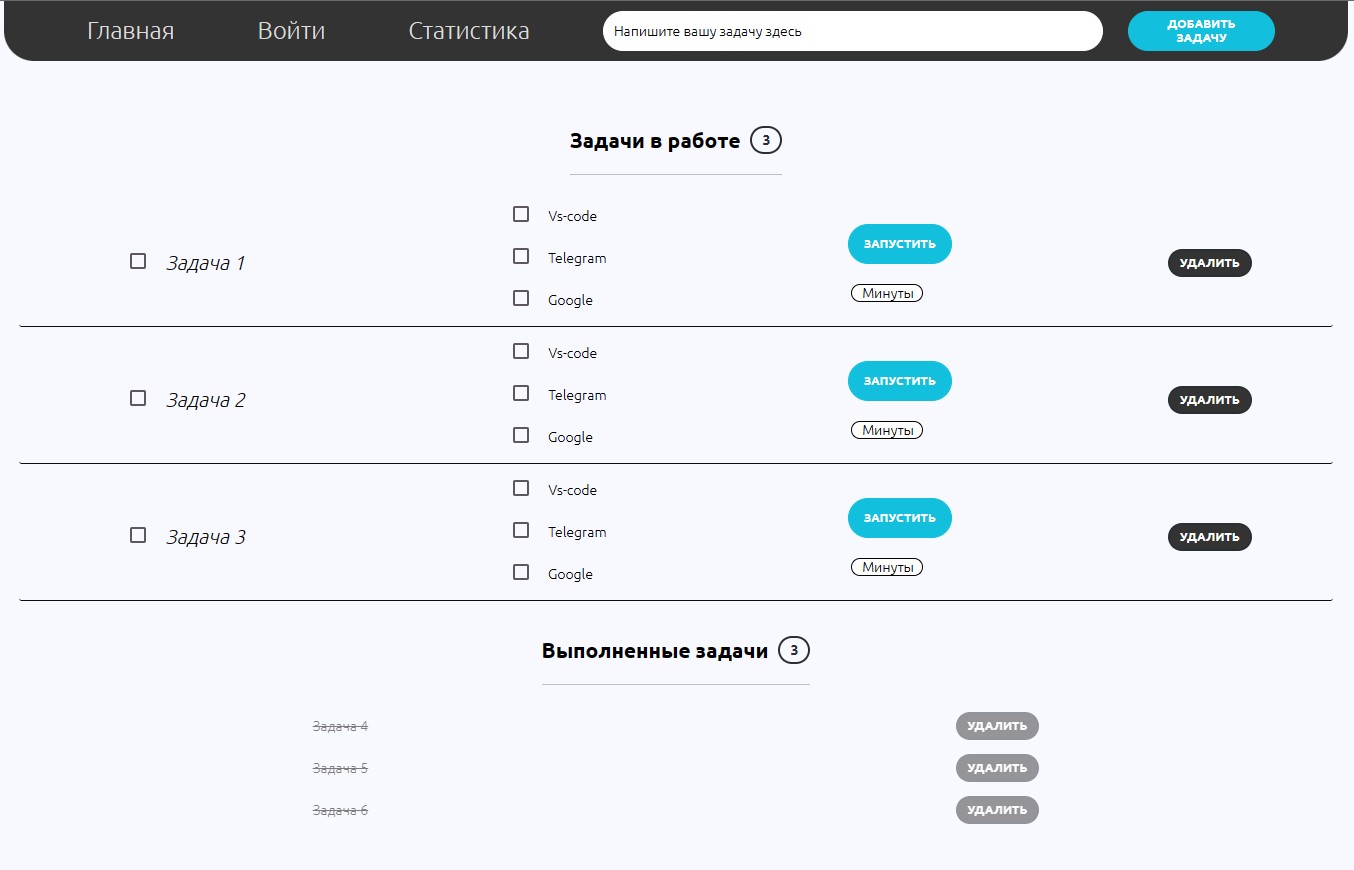 Главная Войти Статистика Напишите вашу задачу здесь ДОБАВИТЬ
ЗАДАЧУ
Задачи в работе 3
Vs-code
Telegram
Google
Задача 1
ЗАПУСТИТЬ
Минуты
УДАЛИТЬ
Vs-code
Telegram
Google
Задача 2
ЗАПУСТИТЬ
Минуты
УДАЛИТЬ
Vs-code
Telegram
Google
Задача 3
ЗАПУСТИТЬ
Минуты
УДАЛИТЬ
Выполненные задачи 3
Задача 4 УДАЛИТЬ
Задача 5 УДАЛИТЬ
Задача 6 УДАЛИТЬ